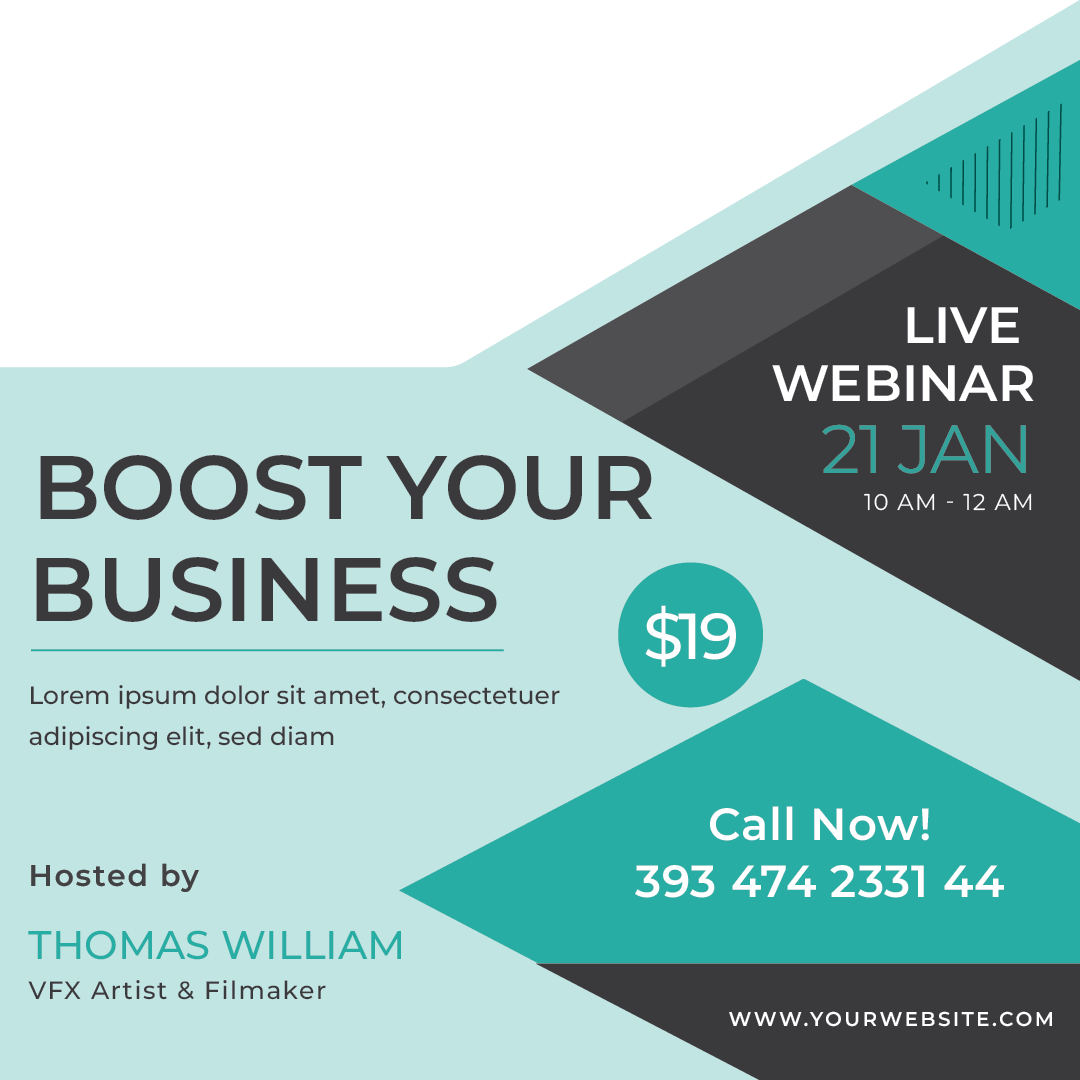 LIVE
WEBINAR
21 JAN
10 AM - 12 AM
BOOST YOUR
BUSINESS
$19
Lorem ipsum dolor sit amet, consectetuer
adipiscing elit, sed diam
Call Now!
393 474 2331 44
Hosted by
THOMAS WILLIAM
VFX Artist & Filmaker
WWW.YOURWEBSITE.COM